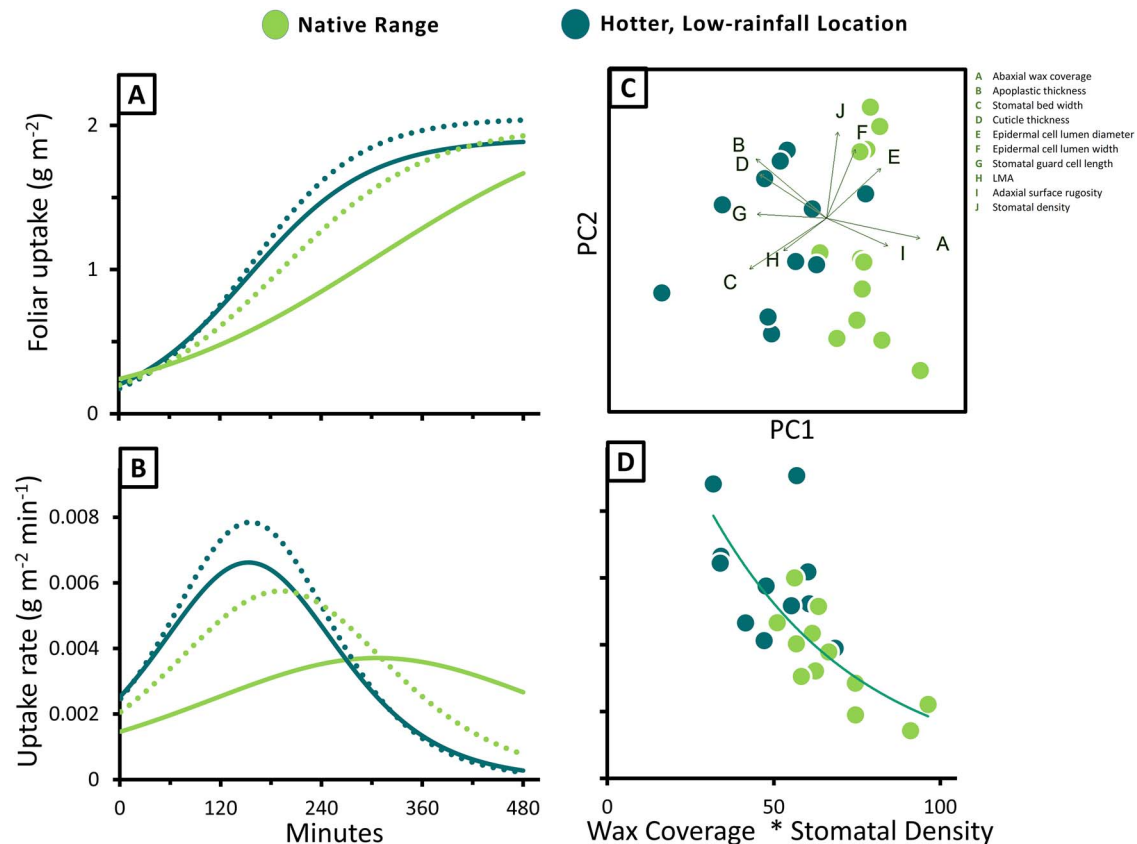 Native Range
Hotter, Low-rainfall Location
A
Foliar uptake (g m⁻²)
2
1
0
B
Uptake rate (g m⁻² min⁻¹)
0.008
0.006
0.004
0.002
0
0 120 240 360 480
Minutes
C
PC2
J
F
B
D
E
G
A
I
H
C
PC1
A Abaxial wax coverage
B Apoplastic thickness
C Stomatal bed width
D Cuticle thickness
E Epidermal cell lumen diameter
F Epidermal cell lumen width
G Stomatal guard cell length
H LMA
I Adaxial surface rugosity
J Stomatal density
D
0 50 100
Wax Coverage * Stomatal Density